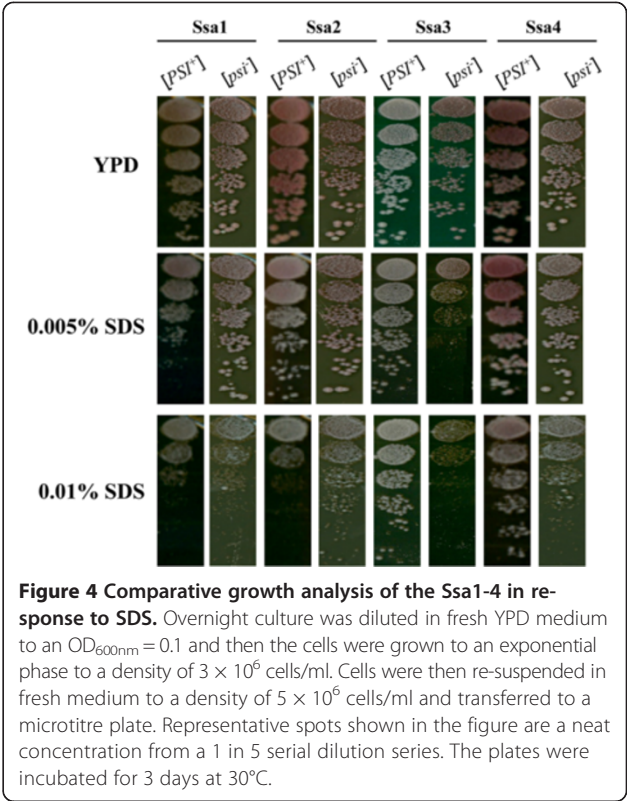 Ssa1 Ssa2 Ssa3 Ssa4
[PSI+] [psi-] [PSI+] [psi-] [PSI+] [psi-] [PSI+] [psi-]
YPD
0.005% SDS
0.01% SDS
Figure 4 Comparative growth analysis of the Ssa1-4 in re-
sponse to SDS. Overnight culture was diluted in fresh YPD medium
to an OD600nm = 0.1 and then the cells were grown to an exponential
phase to a density of 3 × 10⁶ cells/ml. Cells were then re-suspended in
fresh medium to a density of 5 × 10⁶ cells/ml and transferred to a
microtitre plate. Representative spots shown in the figure are a neat
concentration from a 1 in 5 serial dilution series. The plates were
incubated for 3 days at 30°C.